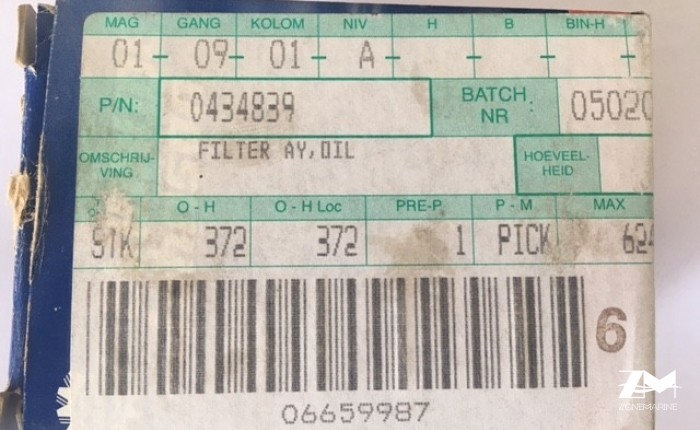 MAG GANG KOLOM NIV H B BIN-H
01 - 09 - 01 - A - - - -
P/N: 0434839 BATCH NR : 05020
OMSCHRIJ-VING FILTER AY,OIL HOEVEEL-HEID
O - H O - H Loc PRE-P. P - M MAX
STK 372 372 1 PICK 624
6
06659987
ZM